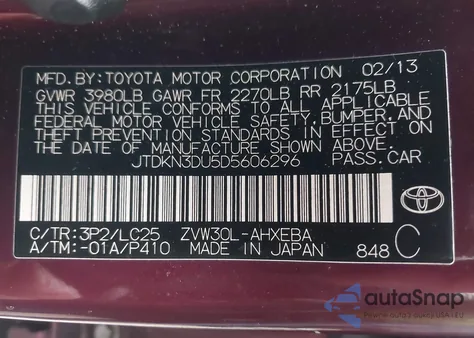 MFD.BY:TOYOTA MOTOR CORPORATION 02/13
GVWR 3980LB GAWR FR 2270LB RR 2175LB
THIS VEHICLE CONFORMS TO ALL APPLICABLE
FEDERAL MOTOR VEHICLE SAFETY,BUMPER,AND
THEFT PREVENTION STANDARDS IN EFFECT ON
THE DATE OF MANUFACTURE SHOWN ABOVE.
JTDKN3DU5D5606296 PASS.CAR
C/TR:3P2/LC25 ZVW30L-AHXEBA
A/TM:-01A/P410 MADE IN JAPAN 848 C
TOYOTA
autoSnap